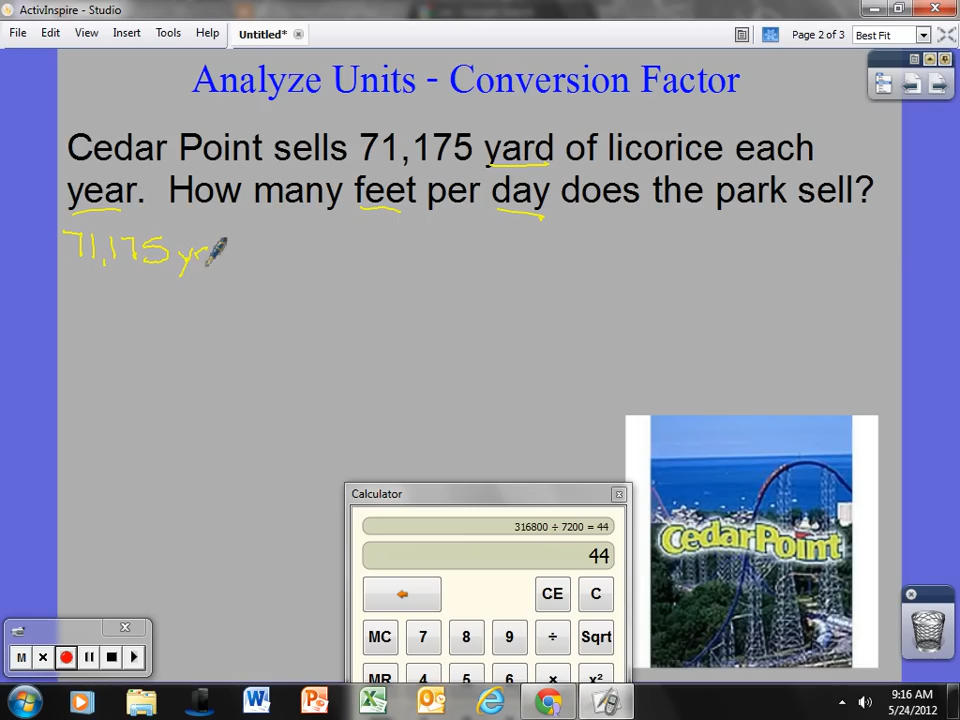 ActivInspire - Studio
File Edit View Insert Tools Help Untitled* Page 2 of 3 Best Fit
Analyze Units - Conversion Factor
Cedar Point sells 71,175 yard of licorice each
year. How many feet per day does the park sell?
71,175
Calculator
316800 ÷ 7200 = 44
44
CE C
MC 7 8 9 ÷ Sqrt
MR 4 5 6 × x²
CedarPoint
M
9:16 AM
5/24/2012